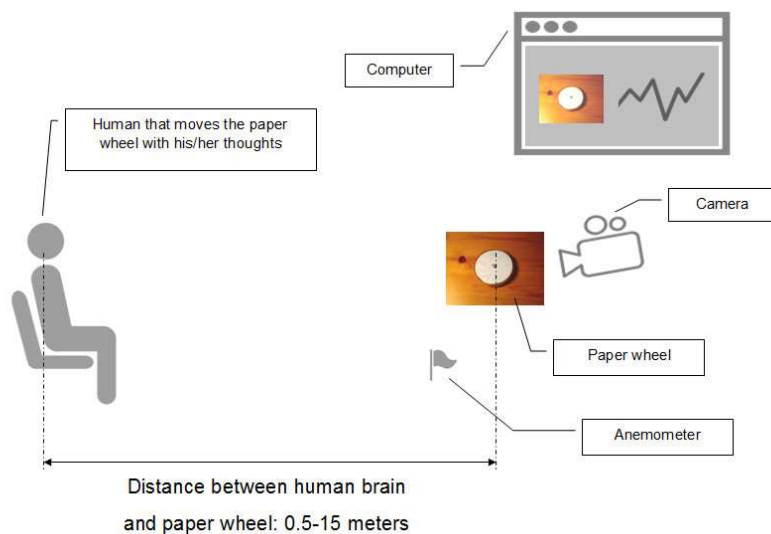 Computer
Human that moves the paper
wheel with his/her thoughts
Camera
Paper wheel
Anemometer
Distance between human brain
and paper wheel: 0.5-15 meters